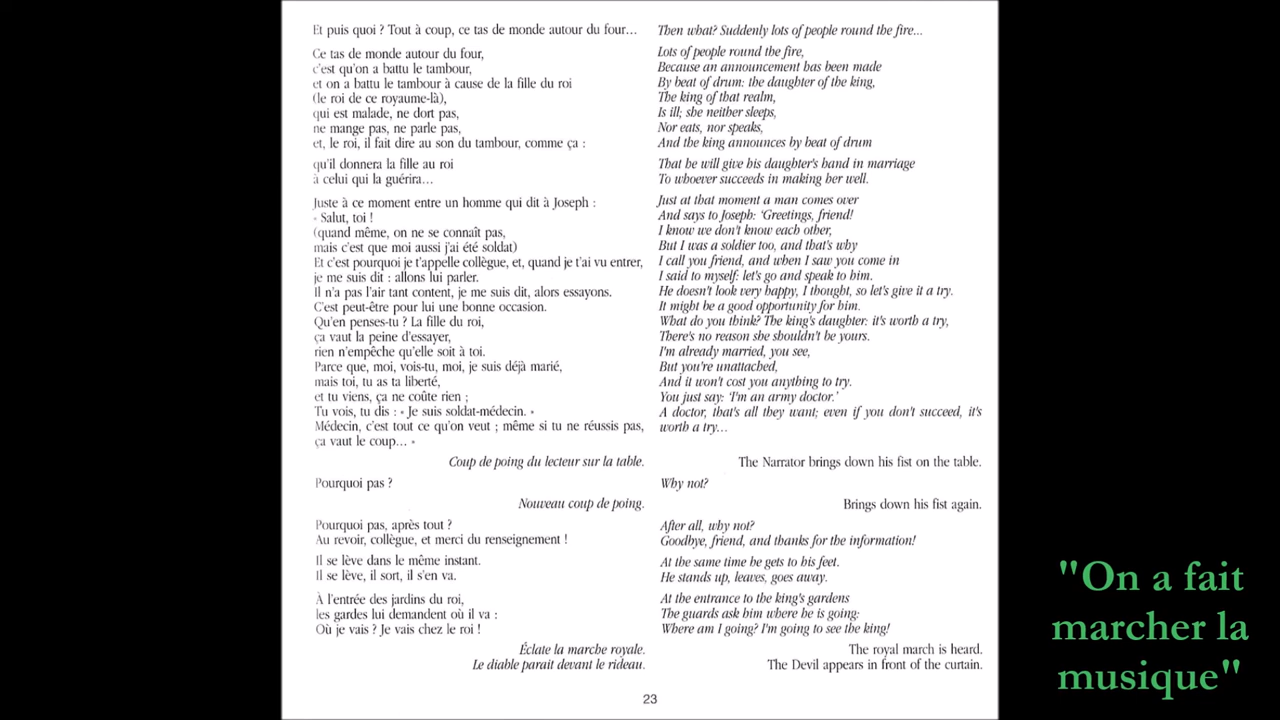 Et puis quoi ? Tout à coup, ce tas de monde autour du four...
Ce tas de monde autour du four,
c'est qu'on a battu le tambour,
et on a battu le tambour à cause de la fille du roi
(le roi de ce royaume-là),
qui est malade, ne dort pas,
ne mange pas, ne parle pas,
et, le roi, il fait dire au son du tambour, comme ça :
qu'il donnera la fille au roi
à celui qui la guérira...
Juste à ce moment entre un homme qui dit à Joseph :
« Salut, toi !
(quand même, on ne se connaît pas,
mais c'est que moi aussi j'ai été soldat)
Et c'est pourquoi je t'appelle collègue, et, quand je t'ai vu entrer,
je me suis dit : allons lui parler.
Il n'a pas l'air tant content, je me suis dit, alors essayons.
C'est peut-être pour lui une bonne occasion.
Qu'en penses-tu ? La fille du roi,
ça vaut la peine d'essayer,
rien n'empêche qu'elle soit à toi.
Parce que, moi, vois-tu, moi, je suis déjà marié,
mais toi, tu as ta liberté,
et tu viens, ça ne coûte rien ;
Tu vois, tu dis : « Je suis soldat-médecin. »
Médecin, c'est tout ce qu'on veut ; même si tu ne réussis pas,
ça vaut le coup... »
Coup de poing du lecteur sur la table.
Pourquoi pas ?
Nouveau coup de poing.
Pourquoi pas, après tout ?
Au revoir, collègue, et merci du renseignement !
Il se lève dans le même instant.
Il se lève, il sort, il s'en va.
À l'entrée des jardins du roi,
les gardes lui demandent où il va :
Où je vais ? Je vais chez le roi !
Éclate la marche royale.
Le diable parait devant le rideau.
Then what? Suddenly lots of people round the fire...
Lots of people round the fire,
Because an announcement has been made
By beat of drum: the daughter of the king,
The king of that realm,
Is ill; she neither sleeps,
Nor eats, nor speaks,
And the king announces by beat of drum
That he will give his daughter's hand in marriage
To whoever succeeds in making her well.
Just at that moment a man comes over
And says to Joseph: 'Greetings, friend!
I know we don't know each other,
But I was a soldier too, and that's why
I call you friend, and when I saw you come in
I said to myself: let's go and speak to him.
He doesn't look very happy, I thought, so let's give it a try.
It might be a good opportunity for him.
What do you think? The king's daughter: it's worth a try,
There's no reason she shouldn't be yours.
I'm already married, you see,
But you're unattached,
And it won't cost you anything to try.
You just say: 'I'm an army doctor.'
A doctor, that's all they want; even if you don't succeed, it's
worth a try...
The Narrator brings down his fist on the table.
Why not?
Brings down his fist again.
After all, why not?
Goodbye, friend, and thanks for the information!
At the same time he gets to his feet.
He stands up, leaves, goes away.
At the entrance to the king's gardens
The guards ask him where he is going:
Where am I going? I'm going to see the king!
The royal march is heard.
The Devil appears in front of the curtain.
23
"On a fait
marcher la
musique"